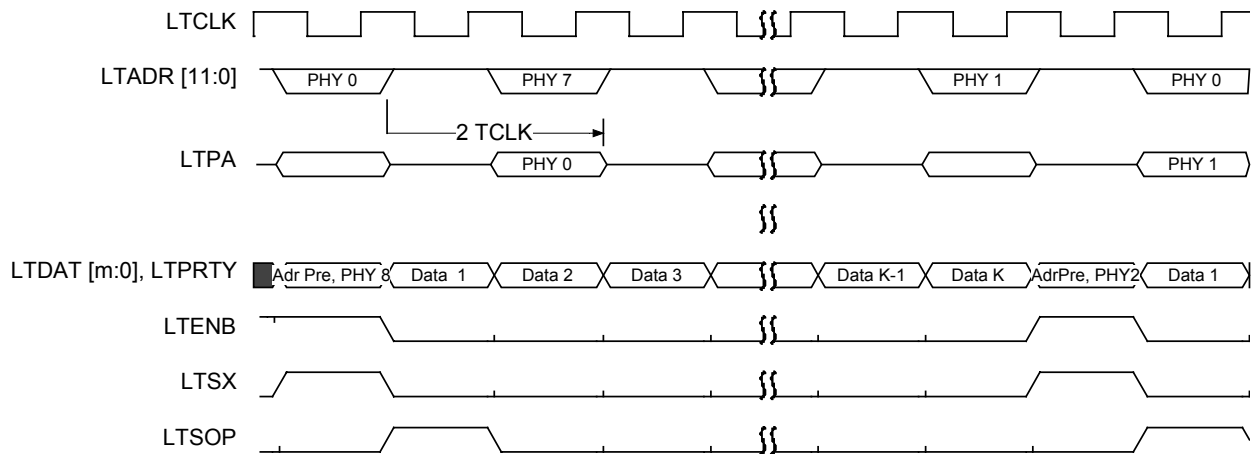 LTCLK
LTADR [11:0] PHY 0 PHY 7 PHY 1 PHY 0
2 TCLK
LTPA PHY 0 PHY 1
LTDAT [m:0], LTPRTY Adr Pre, PHY 8 Data 1 Data 2 Data 3 Data K-1 Data K AdrPre, PHY2 Data 1
LTENB
LTSX
LTSOP